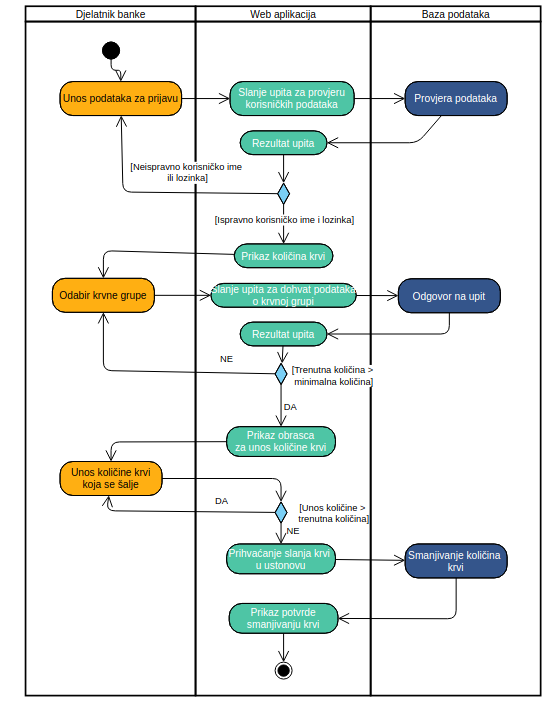 Djelatnik banke
Web aplikacija
Baza podataka
Unos podataka za prijavu
Slanje upita za provjeru
korisničkih podataka
Provjera podataka
Rezultat upita
[Neispravno korisničko ime
ili lozinka]
[Ispravno korisničko ime i lozinka]
Prikaz količina krvi
Odabir krvne grupe
Slanje upita za dohvat podataka
o krvnoj grupi
Odgovor na upit
Rezultat upita
NE
[Trenutna količina >
minimalna količina]
DA
Prikaz obrasca
za unos količine krvi
Unos količine krvi
koja se šalje
DA
[Unos količine >
trenutna količina]
NE
Prihvaćanje slanja krvi
u ustonovu
Smanjivanje količina
krvi
Prikaz potvrde
smanjivanju krvi